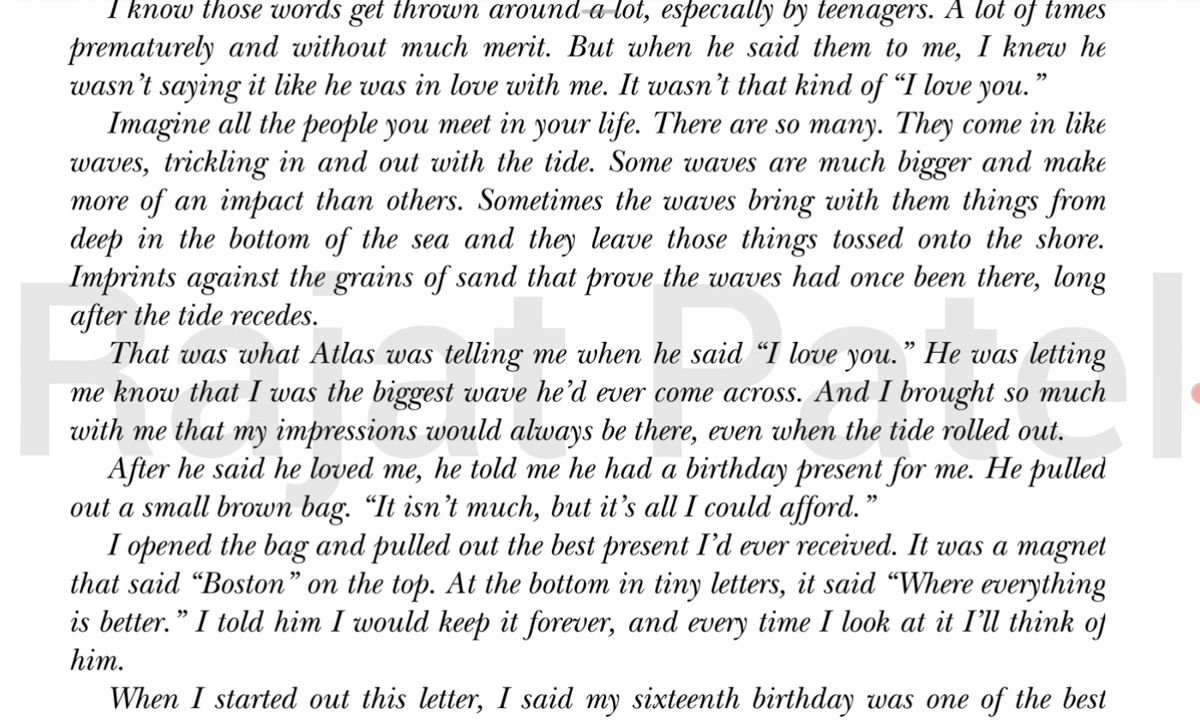 I know those words get thrown around a lot, especially by teenagers. A lot of times
prematurely and without much merit. But when he said them to me, I knew he
wasn’t saying it like he was in love with me. It wasn’t that kind of “I love you.”
Imagine all the people you meet in your life. There are so many. They come in like
waves, trickling in and out with the tide. Some waves are much bigger and make
more of an impact than others. Sometimes the waves bring with them things from
deep in the bottom of the sea and they leave those things tossed onto the shore.
Imprints against the grains of sand that prove the waves had once been there, long
after the tide recedes.
That was what Atlas was telling me when he said “I love you.” He was letting
me know that I was the biggest wave he’d ever come across. And I brought so much
with me that my impressions would always be there, even when the tide rolled out.
After he said he loved me, he told me he had a birthday present for me. He pulled
out a small brown bag. “It isn’t much, but it’s all I could afford.”
I opened the bag and pulled out the best present I’d ever received. It was a magnet
that said “Boston” on the top. At the bottom in tiny letters, it said “Where everything
is better.” I told him I would keep it forever, and every time I look at it I’ll think of
him.
When I started out this letter, I said my sixteenth birthday was one of the best
Rajat Patel